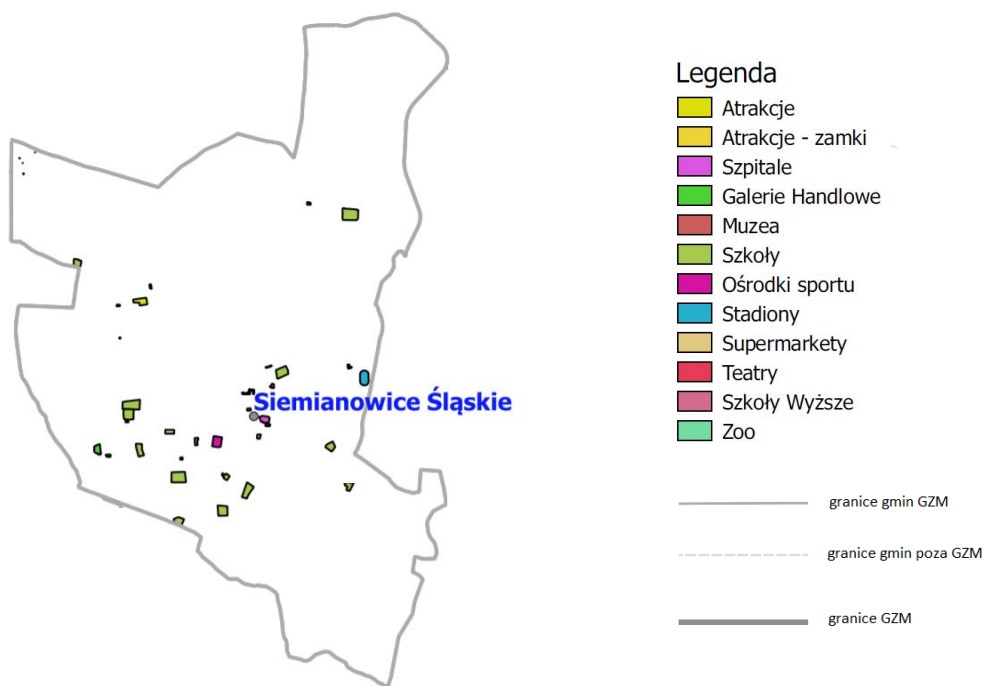 Siemianowice Śląskie
Legenda
Atrakcje
Atrakcje - zamki
Szpitale
Galerie Handlowe
Muzea
Szkoły
Ośrodki sportu
Stadiony
Supermarkety
Teatry
Szkoły Wyższe
Zoo
granice gmin GZM
granice gmin poza GZM
granice GZM